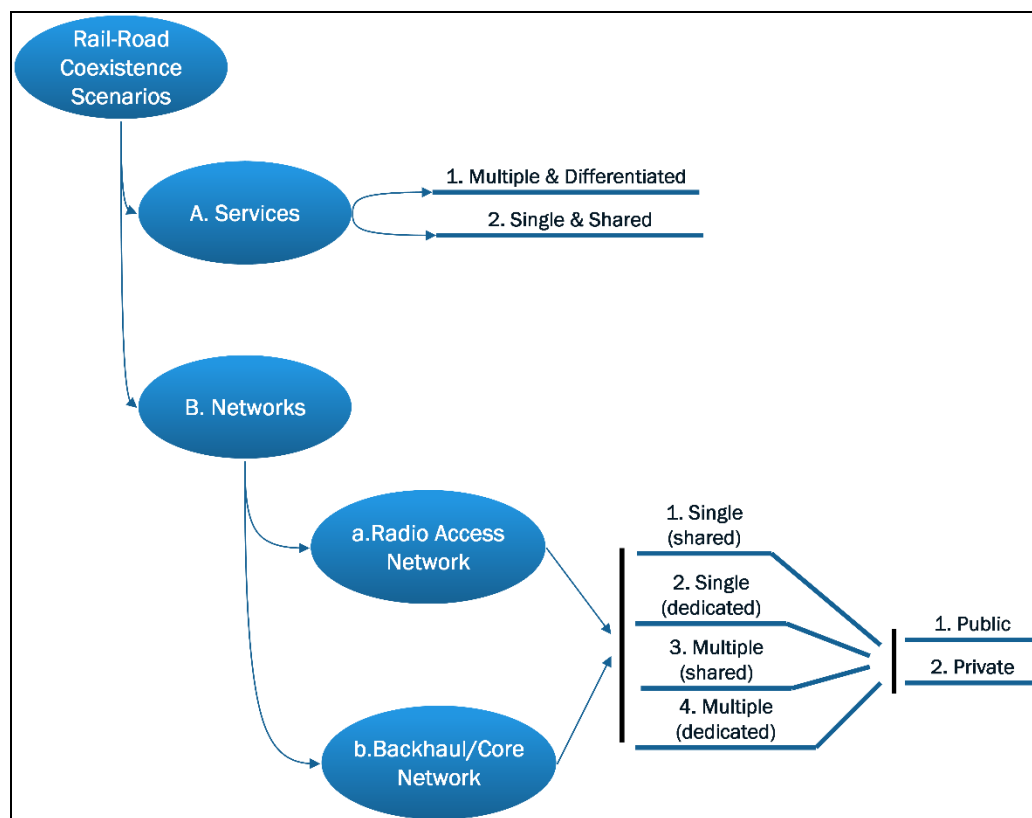 Rail-Road
Coexistence
Scenarios
A. Services
1. Multiple & Differentiated
2. Single & Shared
B. Networks
a.Radio Access
Network
b.Backhaul/Core
Network
1. Single
(shared)
2. Single
(dedicated)
3. Multiple
(shared)
4. Multiple
(dedicated)
1. Public
2. Private